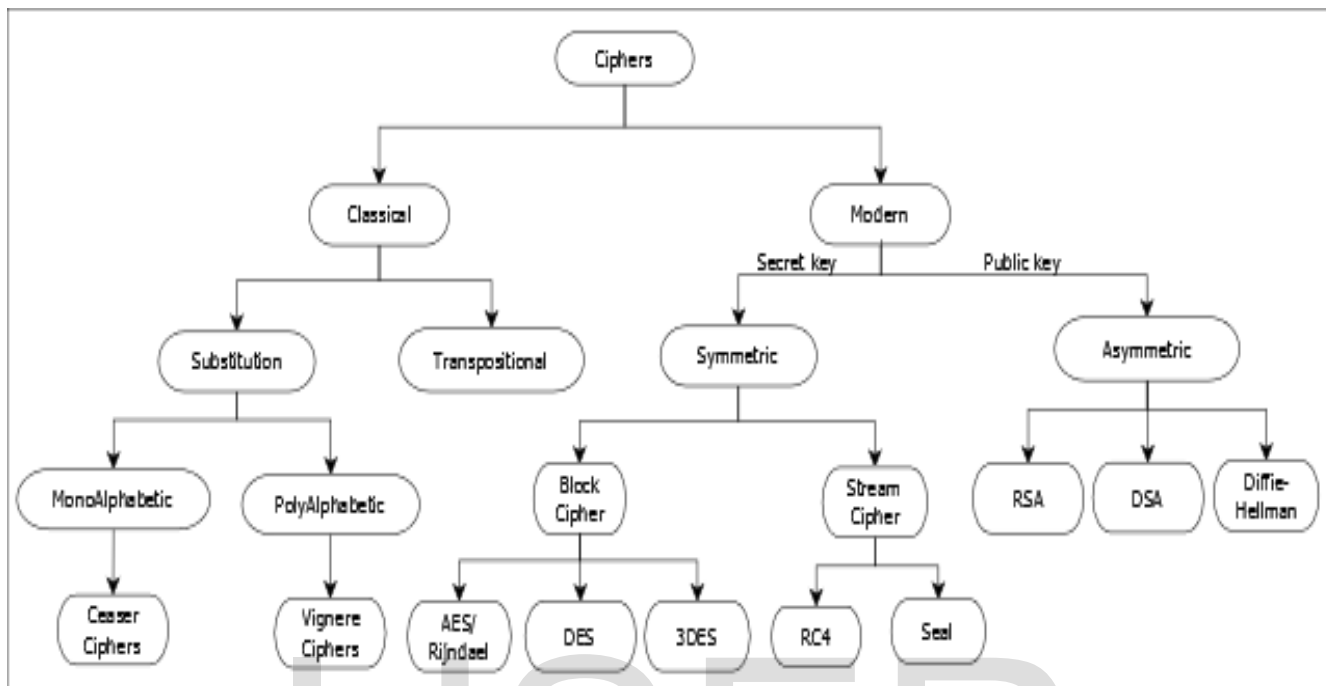 Ciphers
Classical
Modern
Secret key
Public key
Substitution
Transpositional
Symmetric
Asymmetric
MonoAlphabetic
PolyAlphabetic
Block
Cipher
Stream
Cipher
RSA
DSA
Diffie-
Hellman
Ceaser
Ciphers
Vignere
Ciphers
AES/
Rijndael
DES
3DES
RC4
Seal